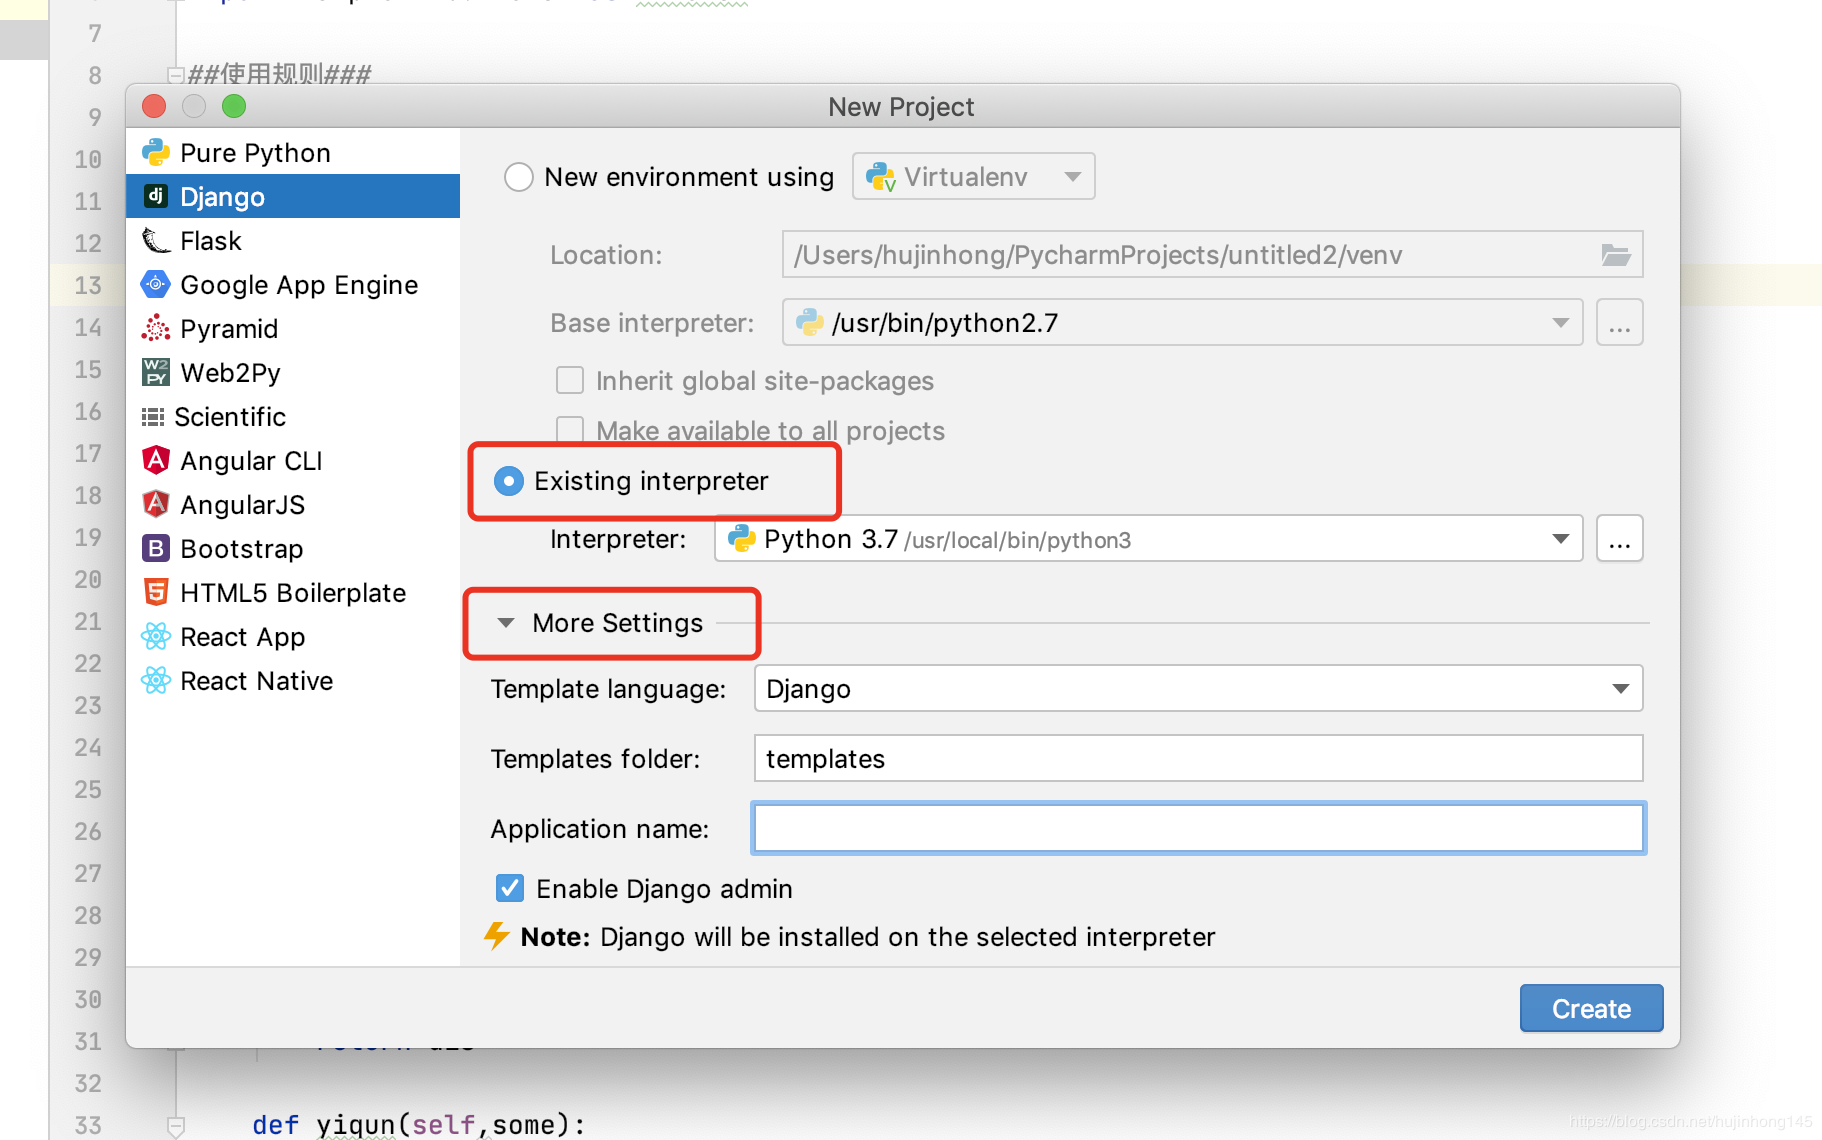 7
8 ##使用规则###
9
10
11
12
13
14
15
16
17
18
19
20
21
22
23
24
25
26
27
28
29
30
31
32
33 def yiqun(self,some):
New Project
Pure Python
Django
Flask
Google App Engine
Pyramid
Web2Py
Scientific
Angular CLI
AngularJS
Bootstrap
HTML5 Boilerplate
React App
React Native
New environment using Virtualenv
Location: /Users/hujinhong/PycharmProjects/untitled2/venv
Base interpreter: /usr/bin/python2.7 ...
Inherit global site-packages
Make available to all projects
Existing interpreter
Interpreter: Python 3.7 /usr/local/bin/python3 ...
More Settings
Template language: Django
Templates folder: templates
Application name:
Enable Django admin
Note: Django will be installed on the selected interpreter
Create
https://blog.csdn.net/hujinhong145